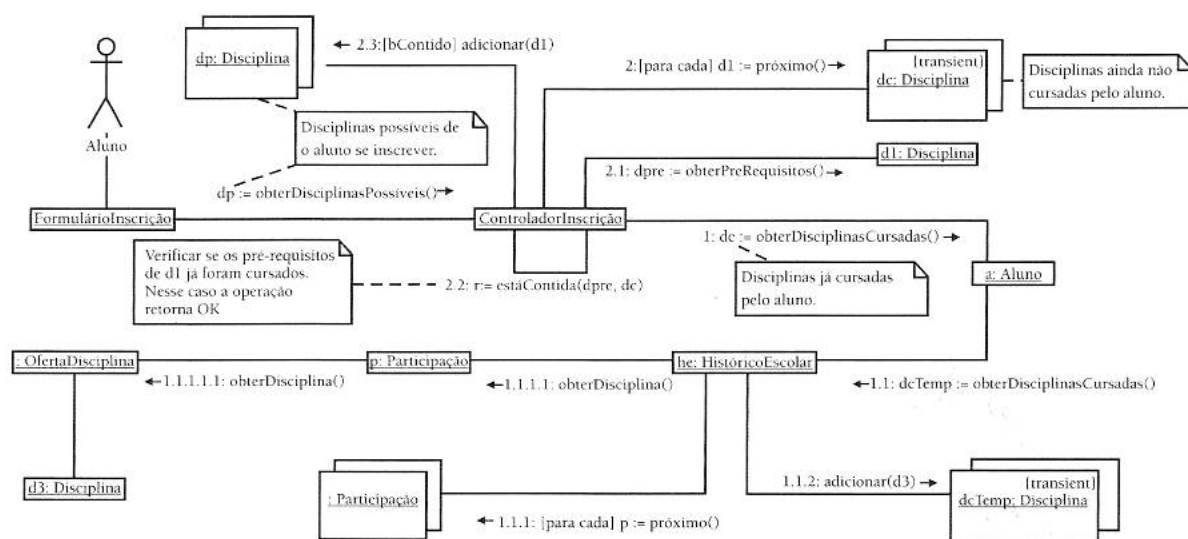 2.3:[bContido] adicionar(d1)
dp: Disciplina
2:[para cada] d1 := próximo()
{transient}
dc: Disciplina
Disciplinas ainda não
cursadas pelo aluno.
Aluno
Disciplinas possíveis de
o aluno se inscrever.
d1: Disciplina
2.1: dpre := obterPreRequisitos()
dp := obterDisciplinasPossíveis()
FormulárioInscrição
ControladorInscrição
1: dc := obterDisciplinasCursadas()
Verificar se os pré-requisitos
de d1 já foram cursados.
Nesse caso a operação
retorna OK
2.2: r:= estáContida(dpre, dc)
Disciplinas já cursadas
pelo aluno.
a: Aluno
: OfertaDisciplina
p: Participação
he: HistóricoEscolar
1.1.1.1.1: obterDisciplina()
1.1.1.1: obterDisciplina()
1.1: dcTemp := obterDisciplinasCursadas()
d3: Disciplina
: Participação
1.1.2: adicionar(d3)
{transient}
dcTemp: Disciplina
1.1.1: [para cada] p := próximo()